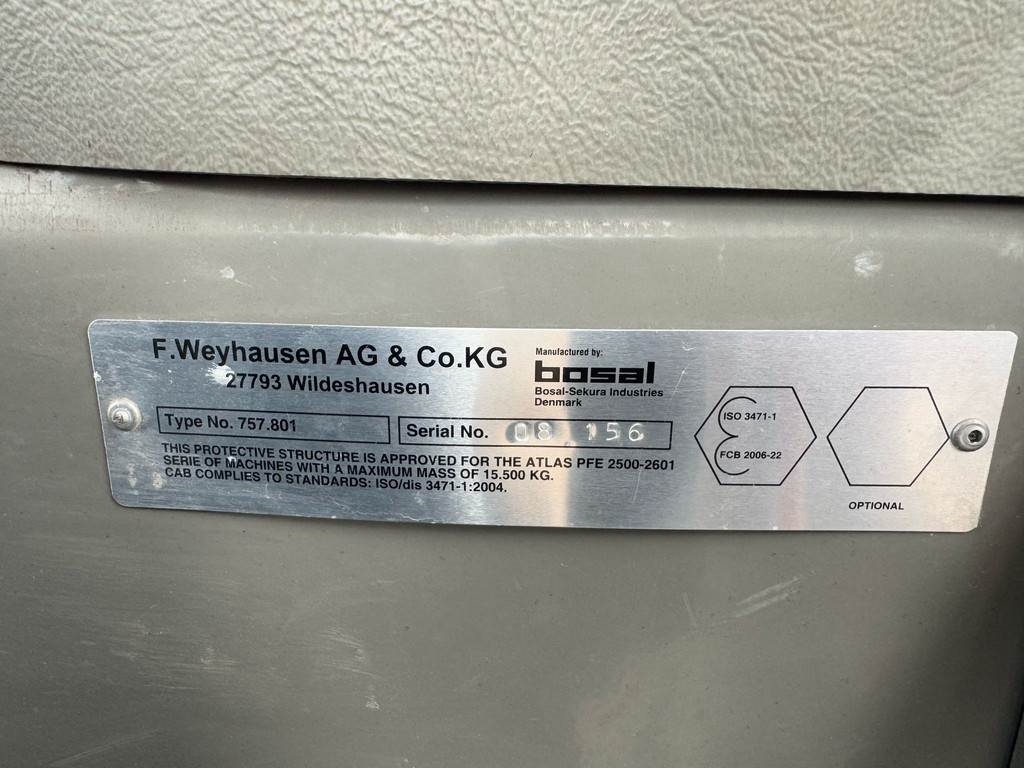 F.Weyhausen AG & Co.KG
27793 Wildeshausen
Manufactured by:
bosal
Bosal-Sekura Industries
Denmark
Type No. 757.801
Serial No. 08 156
THIS PROTECTIVE STRUCTURE IS APPROVED FOR THE ATLAS PFE 2500-2601
SERIE OF MACHINES WITH A MAXIMUM MASS OF 15.500 KG.
CAB COMPLIES TO STANDARDS: ISO/dis 3471-1:2004.
ISO 3471-1
FCB 2006-22
OPTIONAL